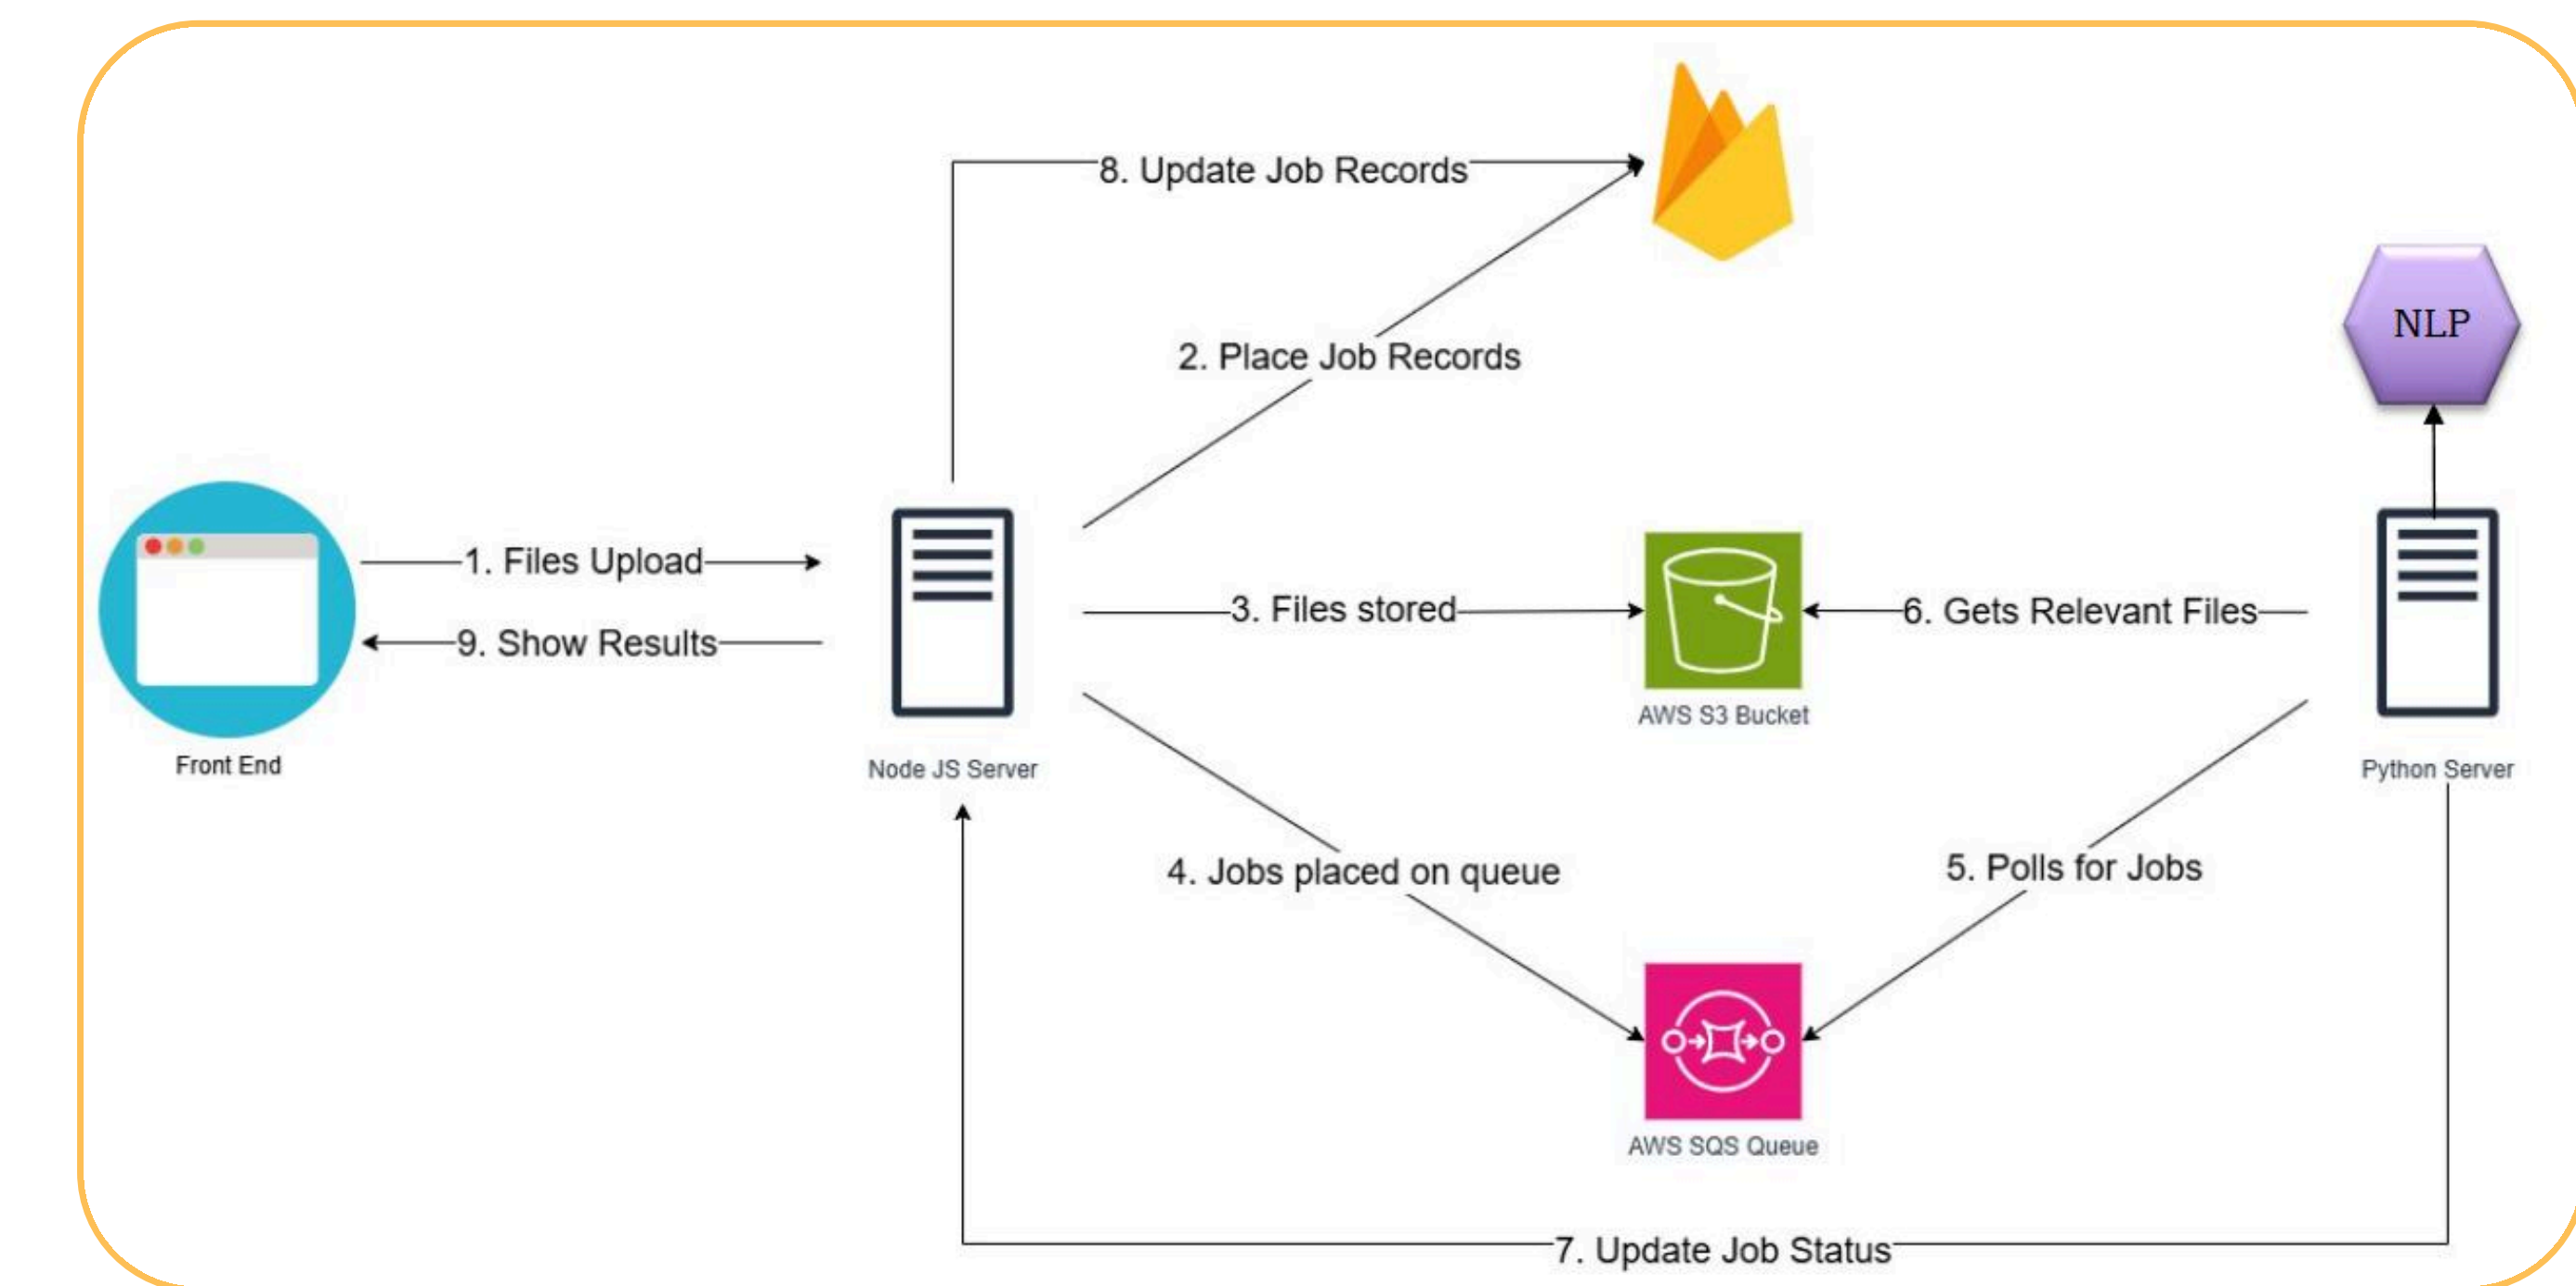 8. Update Job Records
NLP
2. Place Job Records
1. Files Upload
3. Files stored
6. Gets Relevant Files
9. Show Results
AWS S3 Bucket
Front End
Node JS Server
Python Server
4. Jobs placed on queue
5. Polls for Jobs
AWS SQS Queue
7. Update Job Status